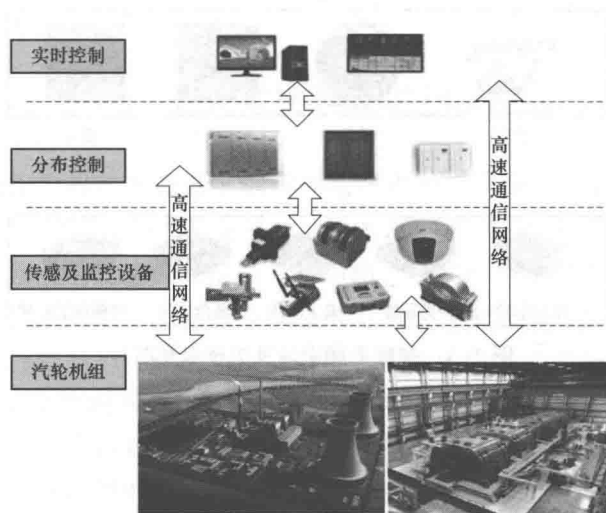 实时控制
分布控制
传感及监控设备
汽轮机组
高速通信网络
高速通信网络